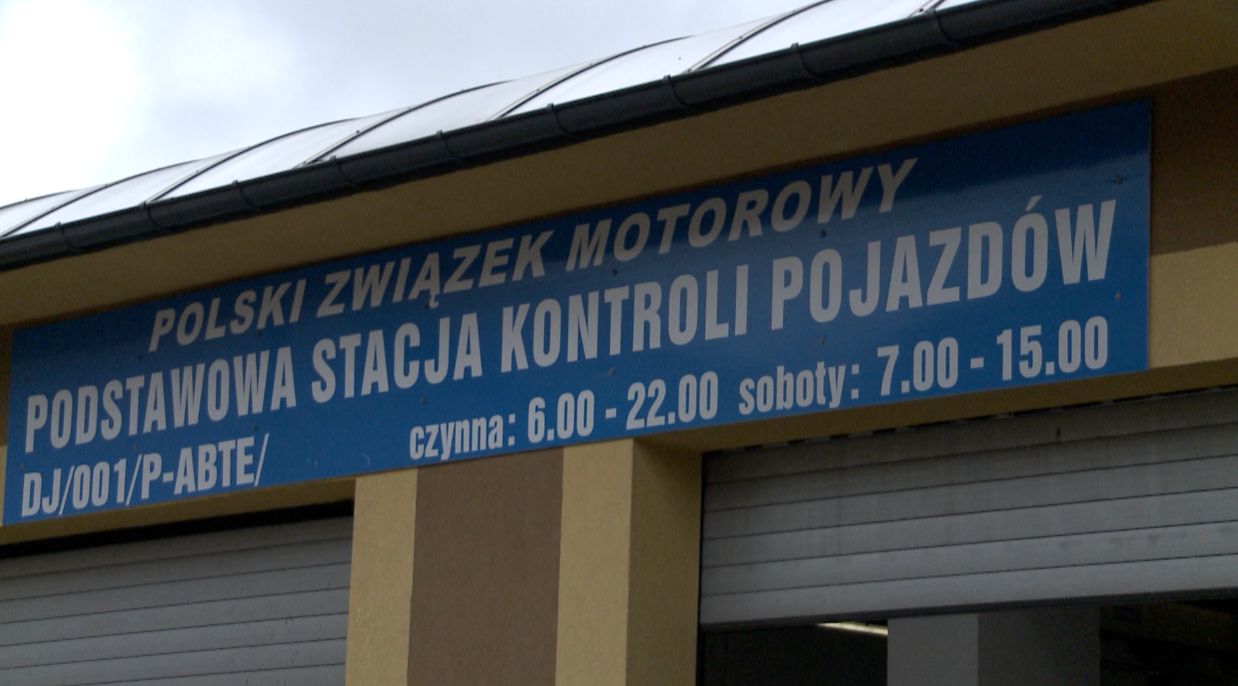 POLSKI ZWIĄZEK MOTOROWY
PODSTAWOWA STACJA KONTROLI POJAZDÓW
DJ/001/P-ABTE/ czynna: 6.00 - 22.00 soboty: 7.00 - 15.00